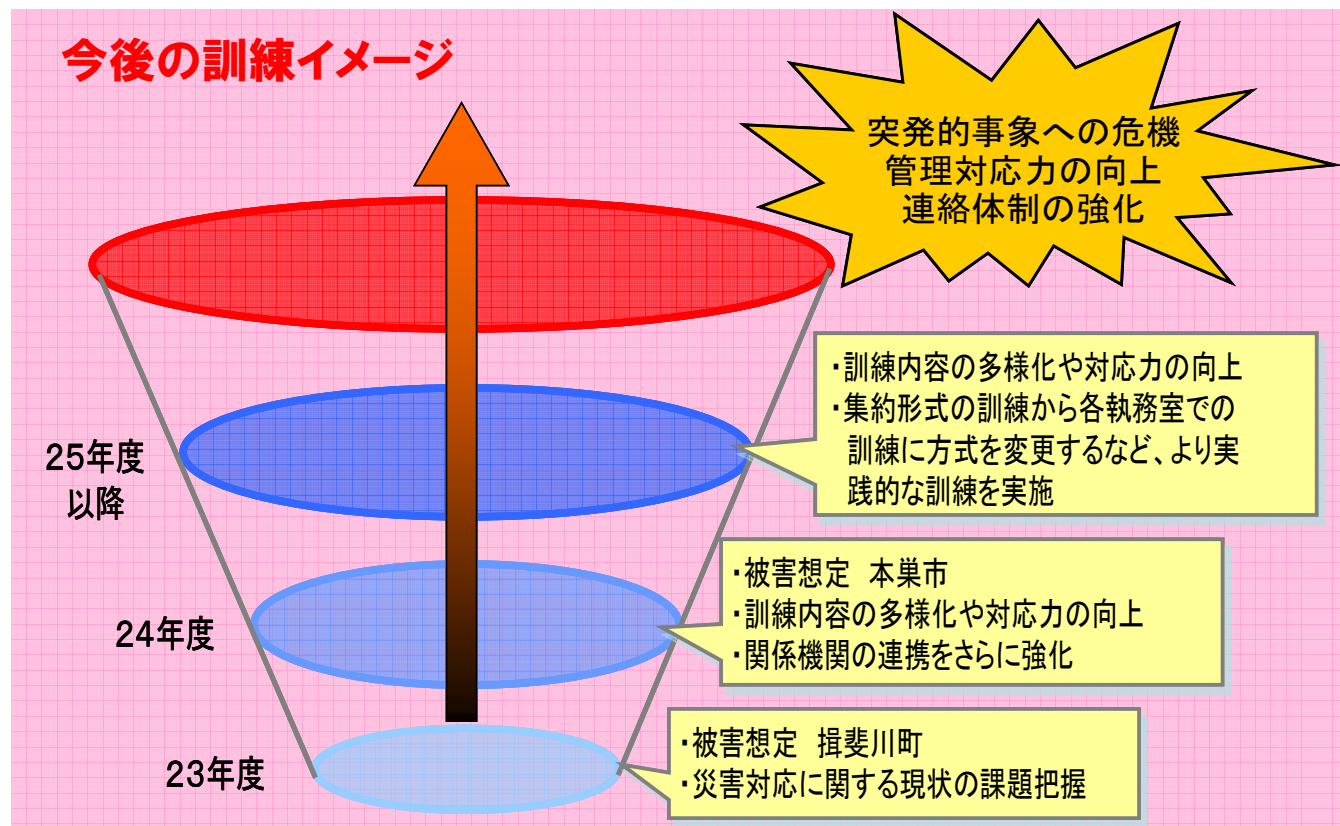 今後の訓練イメージ
突発的事象への危機
管理対応力の向上
連絡体制の強化
25年度
以降
・訓練内容の多様化や対応力の向上
・集約形式の訓練から各執務室での
訓練に方式を変更するなど、より実
践的な訓練を実施
24年度
・被害想定 本巣市
・訓練内容の多様化や対応力の向上
・関係機関の連携をさらに強化
23年度
・被害想定 揖斐川町
・災害対応に関する現状の課題把握